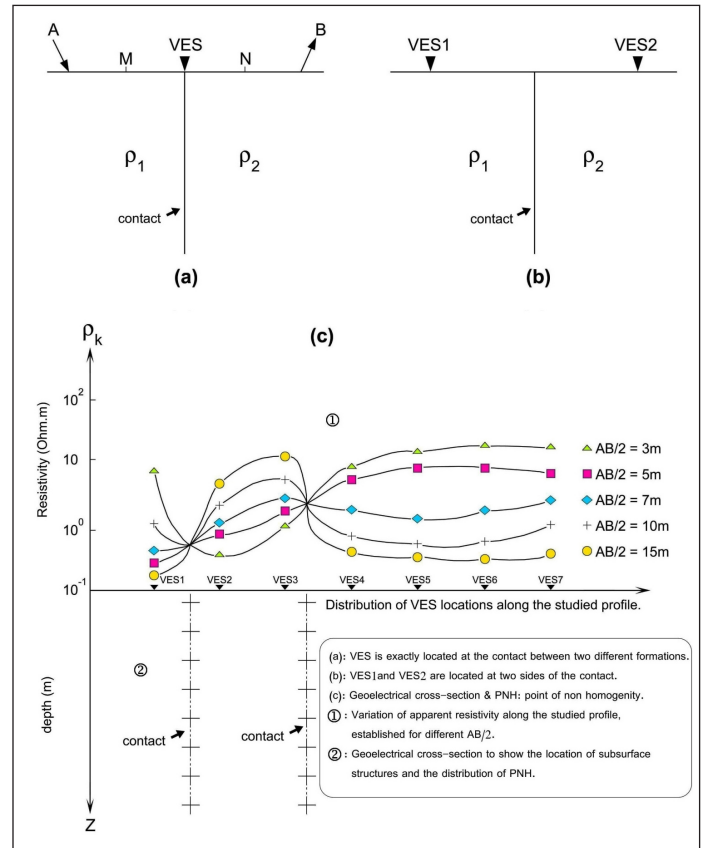 A
B
VES
M
N
ρ1
ρ2
contact
(a)
VES1
VES2
ρ1
ρ2
contact
(b)
(c)
ρk
Resistivity (Ohm.m)
10²
10
10⁰
10⁻¹
①
AB/2 = 3m
AB/2 = 5m
AB/2 = 7m
AB/2 = 10m
AB/2 = 15m
VES1 VES2 VES3 VES4 VES5 VES6 VES7
Distribution of VES locations along the studied profile.
②
depth (m)
contact
contact
Z
(a): VES is exactly located at the contact between two different formations.
(b): VES1and VES2 are located at two sides of the contact.
(c): Geoelectrical cross-section & PNH: point of non homogenity.
① : Variation of apparent resistivity along the studied profile,
established for different AB/2.
② : Geoelectrical cross-section to show the location of subsurface
structures and the distribution of PNH.